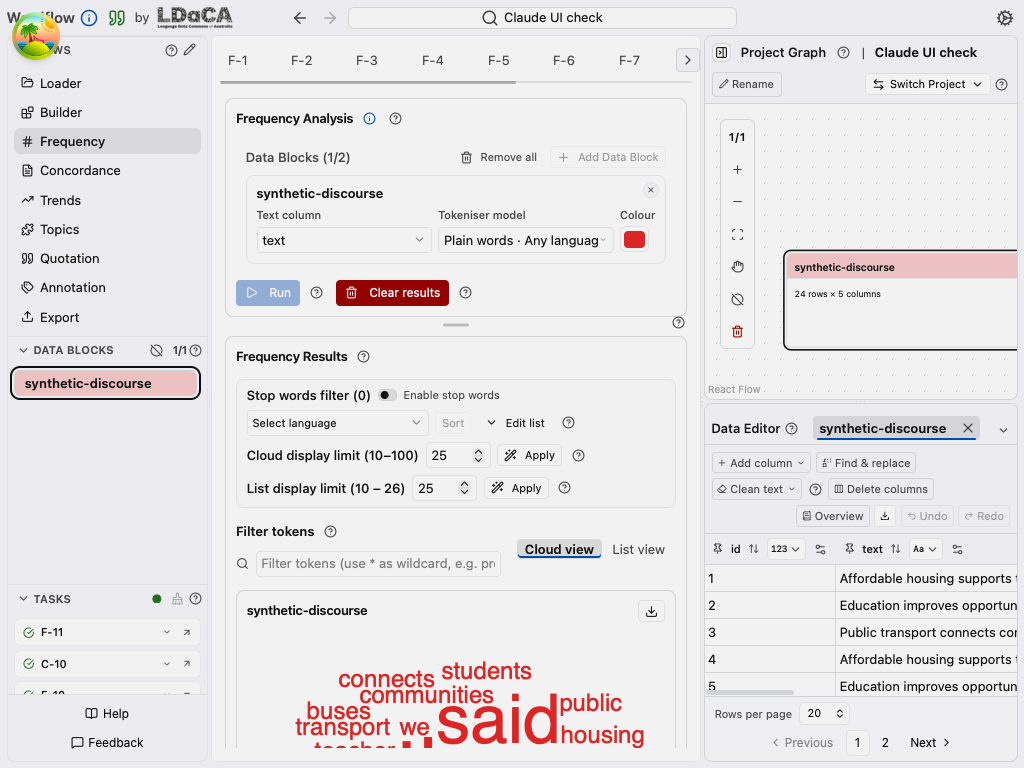 Workflow by LDaCA
Language Data Commons of Australia
Claude UI check
Loader
Builder
Frequency
Concordance
Trends
Topics
Quotation
Annotation
Export
DATA BLOCKS 1/1
synthetic-discourse
TASKS
F-11
C-10
Help
Feedback
F-1 F-2 F-3 F-4 F-5 F-6 F-7
Frequency Analysis
Data Blocks (1/2) Remove all Add Data Block
synthetic-discourse
Text column Tokeniser model Colour
text Plain words · Any languag
Run Clear results
Frequency Results
Stop words filter (0) Enable stop words
Select language Sort Edit list
Cloud display limit (10–100) 25 Apply
List display limit (10 – 26) 25 Apply
Filter tokens
Cloud view List view
Filter tokens (use * as wildcard, e.g. pr
synthetic-discourse
connects students
communities
buses said public
transport we housing
teacher
Project Graph | Claude UI check
Rename Switch Project
1/1
synthetic-discourse
24 rows × 5 columns
React Flow
Data Editor synthetic-discourse
Add column Find & replace
Clean text Delete columns
Overview Undo Redo
id 123 text Aa
1 Affordable housing supports
2 Education improves opportun
3 Public transport connects co
4 Affordable housing supports
5 Education improves opportun
Rows per page 20
Previous 1 2 Next